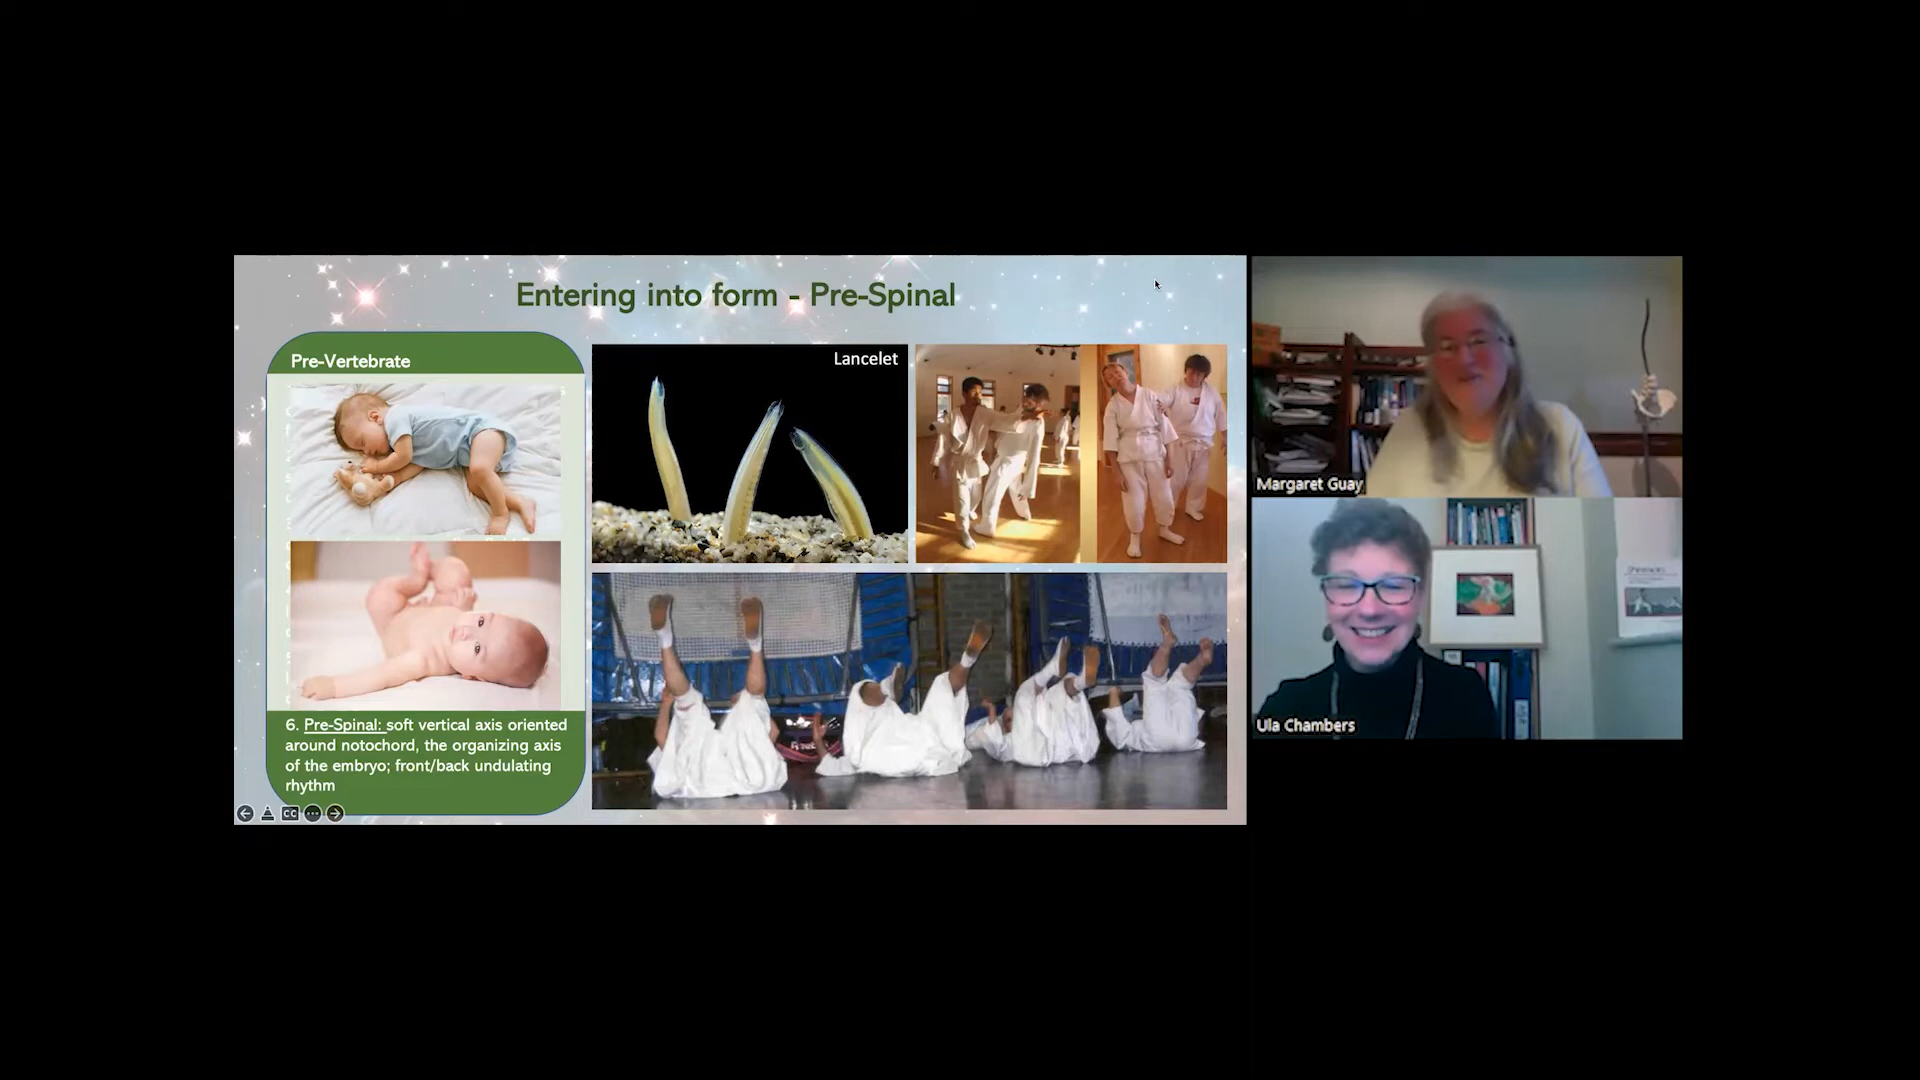 Entering into form - Pre-Spinal
Pre-Vertebrate
Lancelet
6. Pre-Spinal: soft vertical axis oriented
around notochord, the organizing axis
of the embryo; front/back undulating
rhythm
CC
Margaret Guay
Ula Chambers